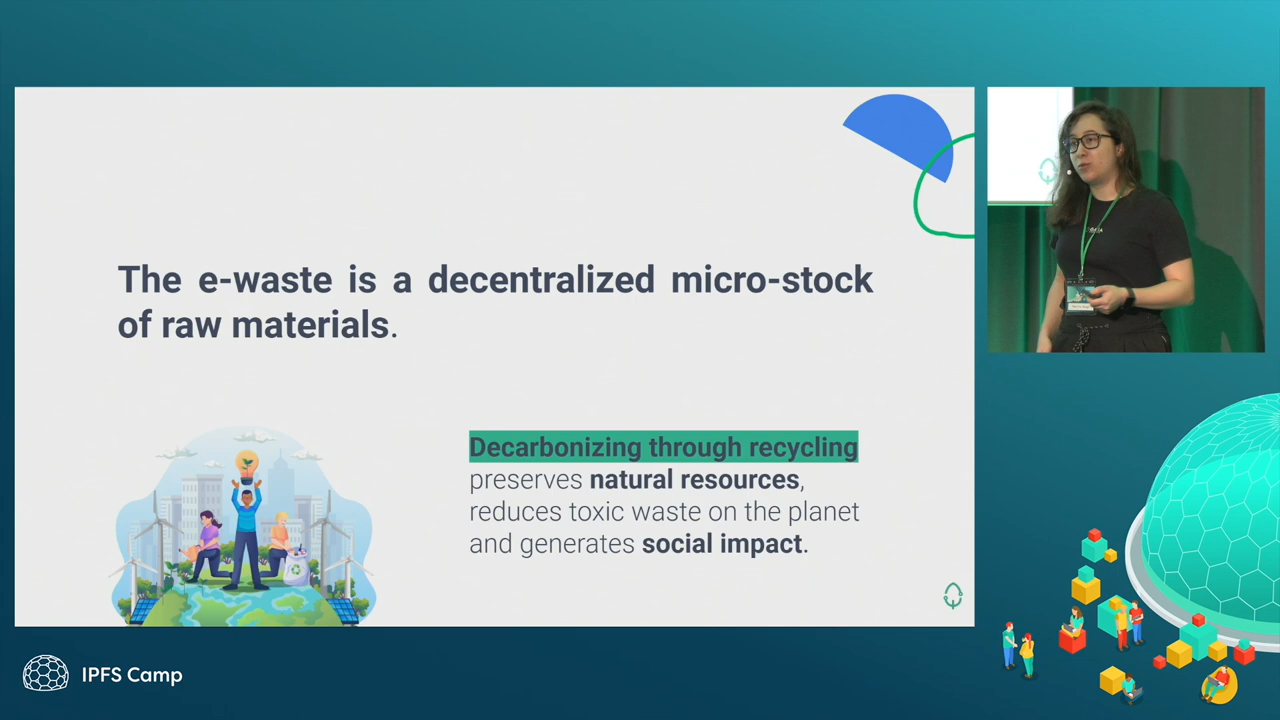 The e-waste is a decentralized micro-stock
of raw materials.
Decarbonizing through recycling
preserves natural resources,
reduces toxic waste on the planet
and generates social impact.
IPFS Camp